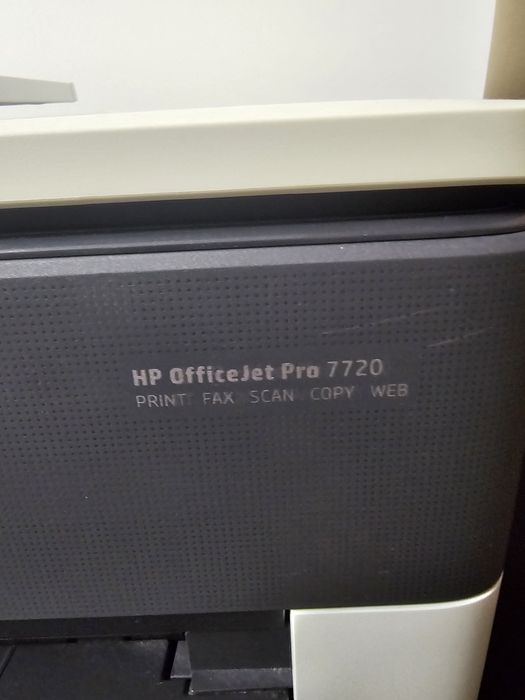 HP OfficeJet Pro 7720
PRINT FAX SCAN COPY WEB